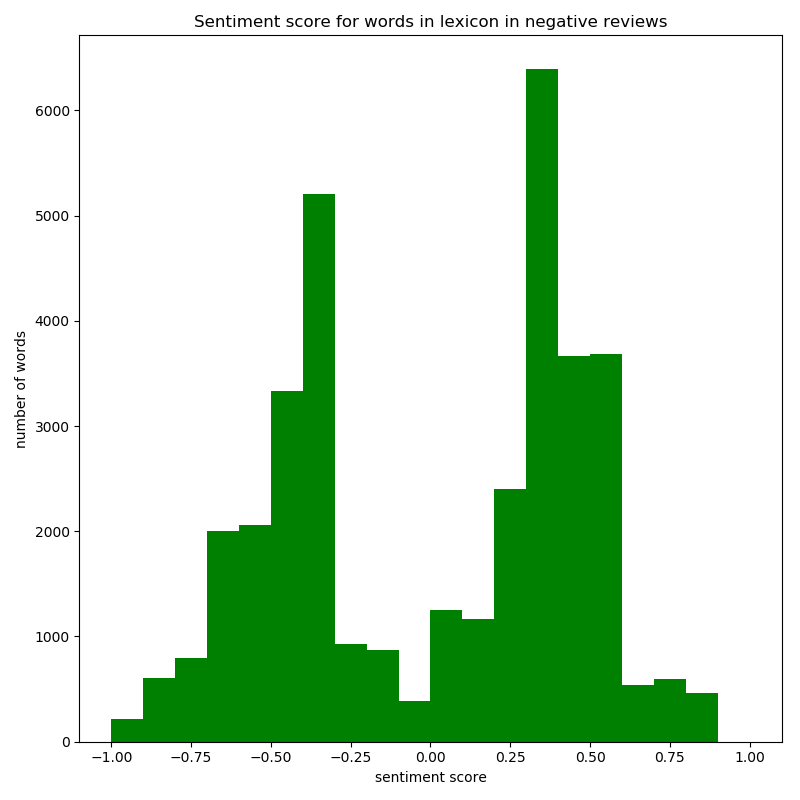 Sentiment score for words in lexicon in negative reviews
number of words
6000
5000
4000
3000
2000
1000
0
−1.00 −0.75 −0.50 −0.25 0.00 0.25 0.50 0.75 1.00
sentiment score